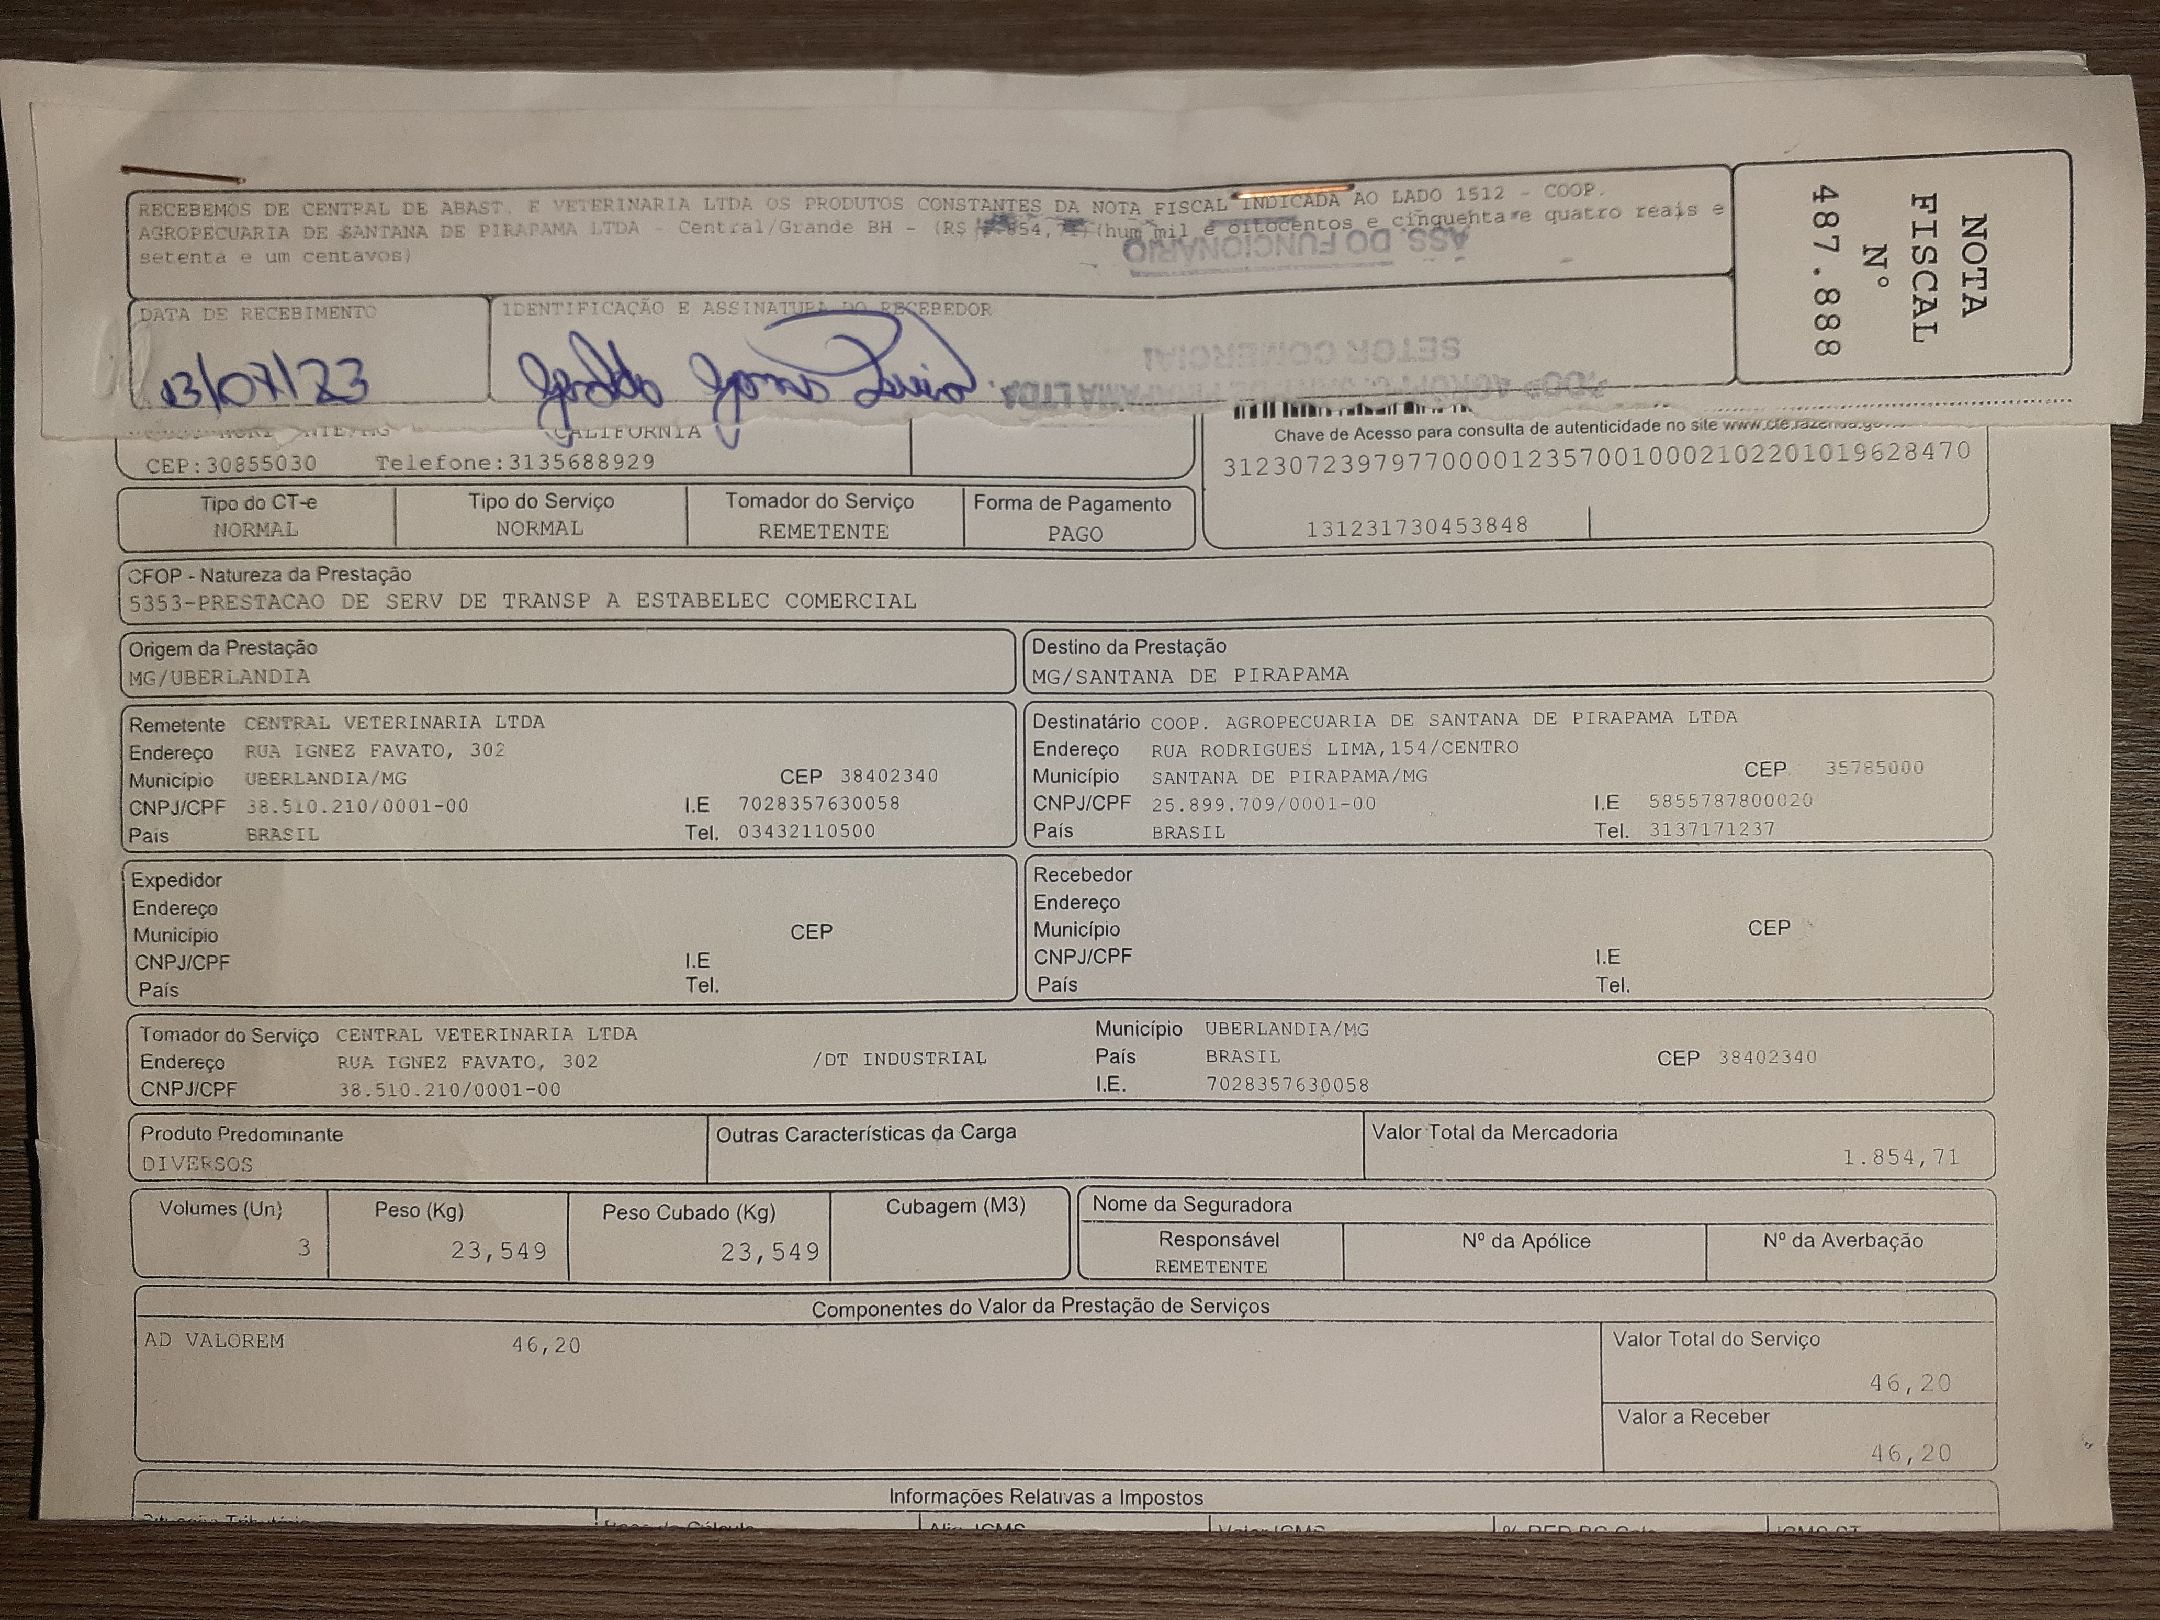 RECEBEMOS DE CENTRAL DE ABAST. E VETERINARIA LTDA OS PRODUTOS CONSTANTES DA NOTA FISCAL INDICADA AO LADO 1512 - COOP.
AGROPECUARIA DE SANTANA DE PIRAPAMA LTDA - Central/Grande BH - (R$ 1.854,71)(hum mil e oitocentos e cinquenta e quatro reais e
setenta e um centavos)
ASS. DO FUNCIONÁRIO
NOTA
FISCAL
Nº
487.888
DATA DE RECEBIMENTO
IDENTIFICAÇÃO E ASSINATURA DO RECEBEDOR
13/07/23
SETOR COMERCIAL
CALIFORNIA
CEP:30855030 Telefone:3135688929
Chave de Acesso para consulta de autenticidade no site
31230723979770000123570010002102201019628470
131231730453848
Tipo do CT-e
NORMAL
Tipo do Serviço
NORMAL
Tomador do Serviço
REMETENTE
Forma de Pagamento
PAGO
CFOP - Natureza da Prestação
5353-PRESTACAO DE SERV DE TRANSP A ESTABELEC COMERCIAL
Origem da Prestação
MG/UBERLANDIA
Destino da Prestação
MG/SANTANA DE PIRAPAMA
Remetente CENTRAL VETERINARIA LTDA
Endereço RUA IGNEZ FAVATO, 302
Município UBERLANDIA/MG CEP 38402340
CNPJ/CPF 38.510.210/0001-00 I.E 7028357630058
País BRASIL Tel. 03432110500
Destinatário COOP. AGROPECUARIA DE SANTANA DE PIRAPAMA LTDA
Endereço RUA RODRIGUES LIMA,154/CENTRO
Município SANTANA DE PIRAPAMA/MG CEP 35785000
CNPJ/CPF 25.899.709/0001-00 I.E 5855787800020
País BRASIL Tel. 3137171237
Expedidor
Endereço
Município CEP
CNPJ/CPF I.E
País Tel.
Recebedor
Endereço
Município CEP
CNPJ/CPF I.E
País Tel.
Tomador do Serviço CENTRAL VETERINARIA LTDA Município UBERLANDIA/MG
Endereço RUA IGNEZ FAVATO, 302 /DT INDUSTRIAL País BRASIL CEP 38402340
CNPJ/CPF 38.510.210/0001-00 I.E. 7028357630058
Produto Predominante
DIVERSOS
Outras Características da Carga
Valor Total da Mercadoria
1.854,71
Volumes (Un)
3
Peso (Kg)
23,549
Peso Cubado (Kg)
23,549
Cubagem (M3)
Nome da Seguradora
Responsável
REMETENTE
Nº da Apólice
Nº da Averbação
Componentes do Valor da Prestação de Serviços
AD VALOREM 46,20
Valor Total do Serviço
46,20
Valor a Receber
46,20
Informações Relativas a Impostos